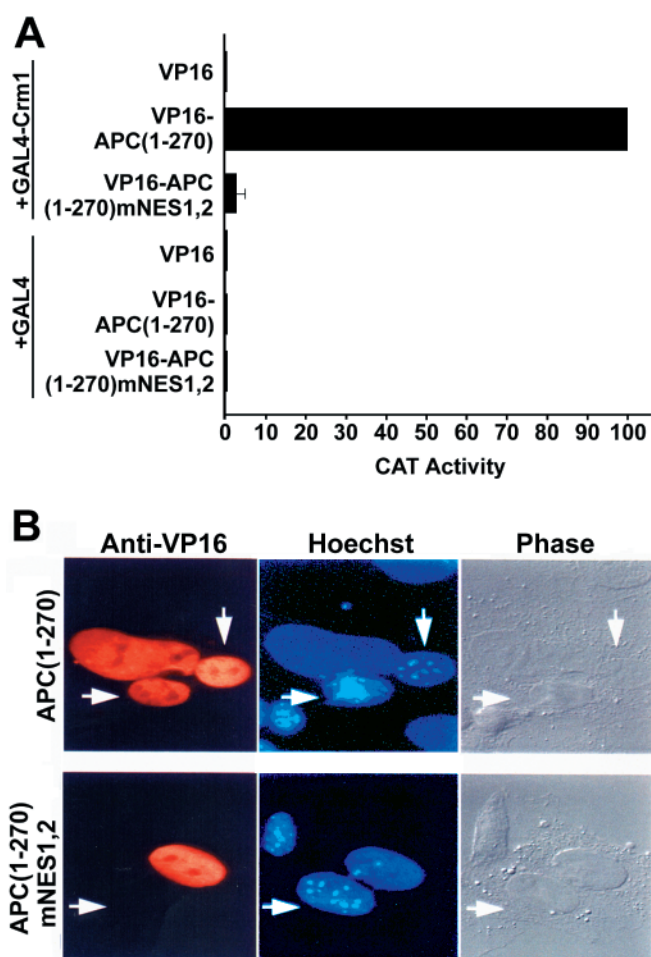 A
+GAL4-Crm1
VP16
VP16-
APC(1-270)
VP16-APC
(1-270)mNES1,2
+GAL4
VP16
VP16-
APC(1-270)
VP16-APC
(1-270)mNES1,2
0 10 20 30 40 50 60 70 80 90 100
CAT Activity
B
Anti-VP16 Hoechst Phase
APC(1-270)
APC(1-270)
mNES1,2